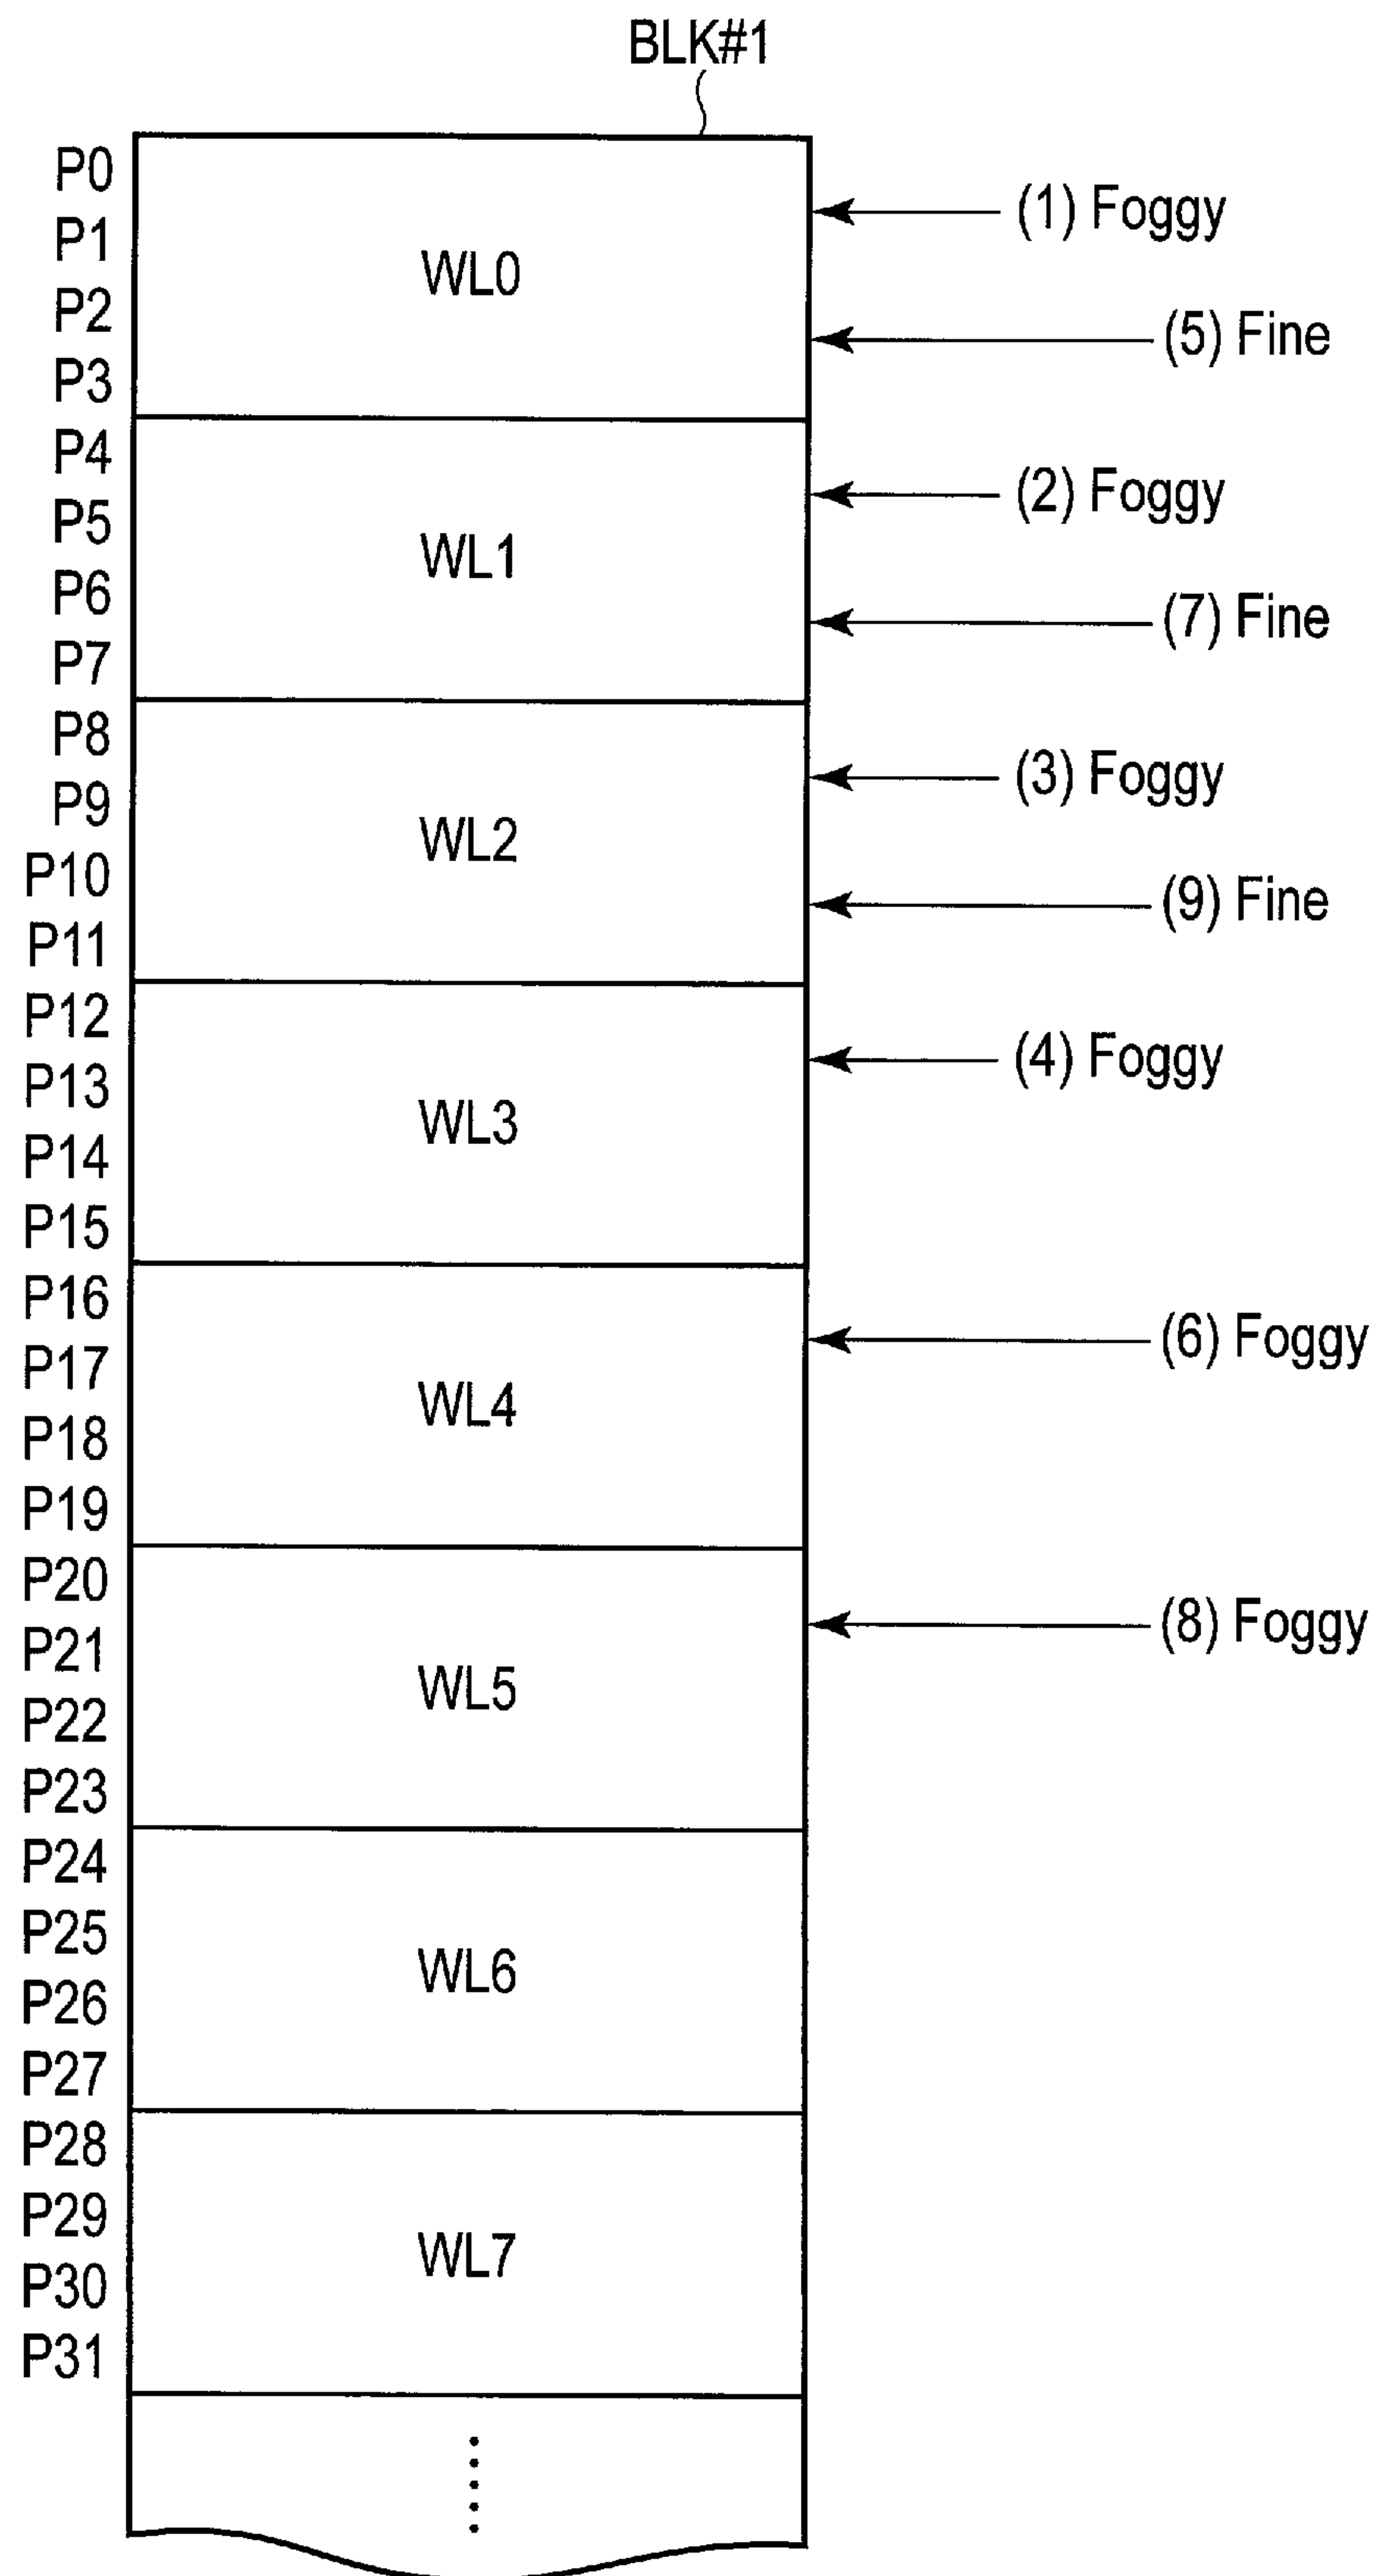 BLK#1
P0
(1) Foggy
P1
WL0
P2
(5) Fine
P3
P4
(2) Foggy
P5
WL1
P6
(7) Fine
P7
P8
(3) Foggy
P9
WL2
P10
(9) Fine
P11
P12
(4) Foggy
P13
WL3
P14
P15
P16
(6) Foggy
P17
WL4
P18
P19
P20
(8) Foggy
P21
WL5
P22
P23
P24
P25
WL6
P26
P27
P28
P29
WL7
P30
P31